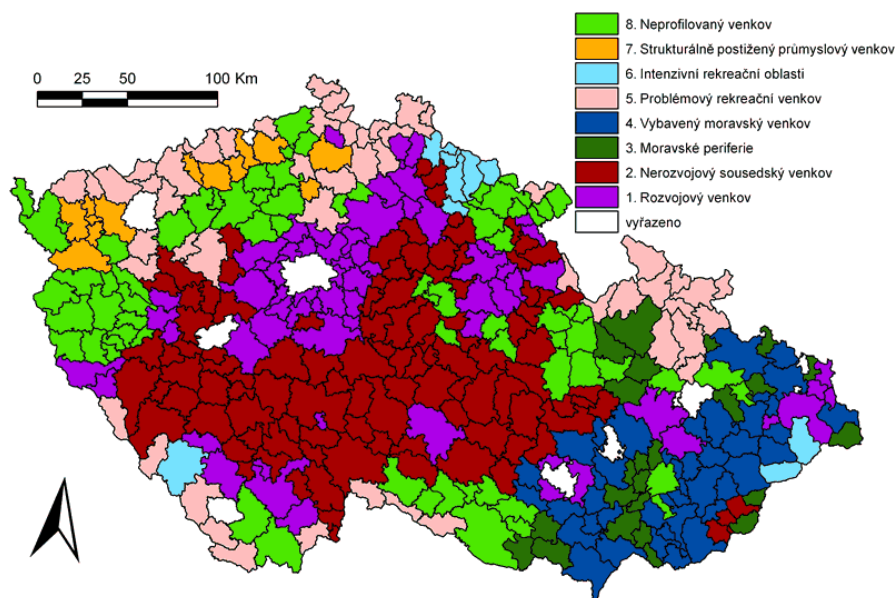 8. Neprofilovaný venkov
7. Strukturálně postižený průmyslový venkov
6. Intenzivní rekreační oblasti
5. Problémový rekreační venkov
4. Vybavený moravský venkov
3. Moravské periferie
2. Nerozvojový sousedský venkov
1. Rozvojový venkov
vyřazeno
0 25 50 100 Km